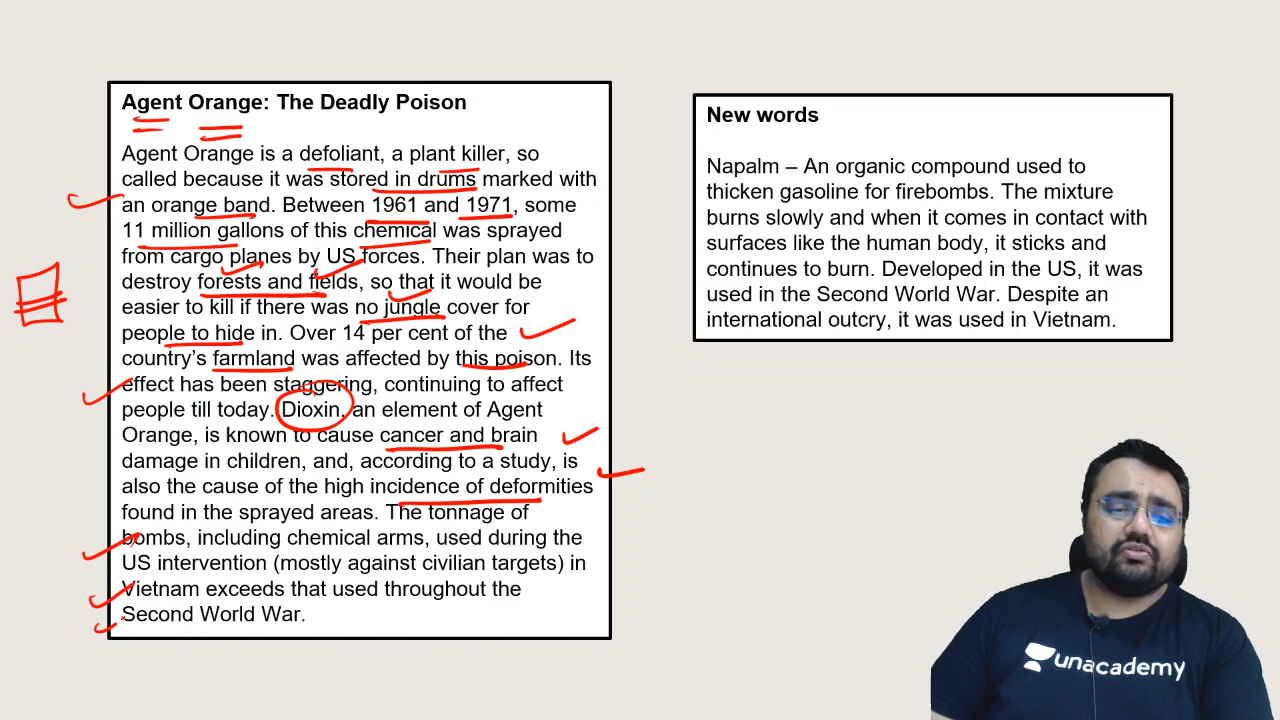 Agent Orange: The Deadly Poison
Agent Orange is a defoliant, a plant killer, so
called because it was stored in drums marked with
an orange band. Between 1961 and 1971, some
11 million gallons of this chemical was sprayed
from cargo planes by US forces. Their plan was to
destroy forests and fields, so that it would be
easier to kill if there was no jungle cover for
people to hide in. Over 14 per cent of the
country's farmland was affected by this poison. Its
effect has been staggering, continuing to affect
people till today. Dioxin, an element of Agent
Orange, is known to cause cancer and brain
damage in children, and, according to a study, is
also the cause of the high incidence of deformities
found in the sprayed areas. The tonnage of
bombs, including chemical arms, used during the
US intervention (mostly against civilian targets) in
Vietnam exceeds that used throughout the
Second World War.
New words
Napalm – An organic compound used to
thicken gasoline for firebombs. The mixture
burns slowly and when it comes in contact with
surfaces like the human body, it sticks and
continues to burn. Developed in the US, it was
used in the Second World War. Despite an
international outcry, it was used in Vietnam.
unacademy